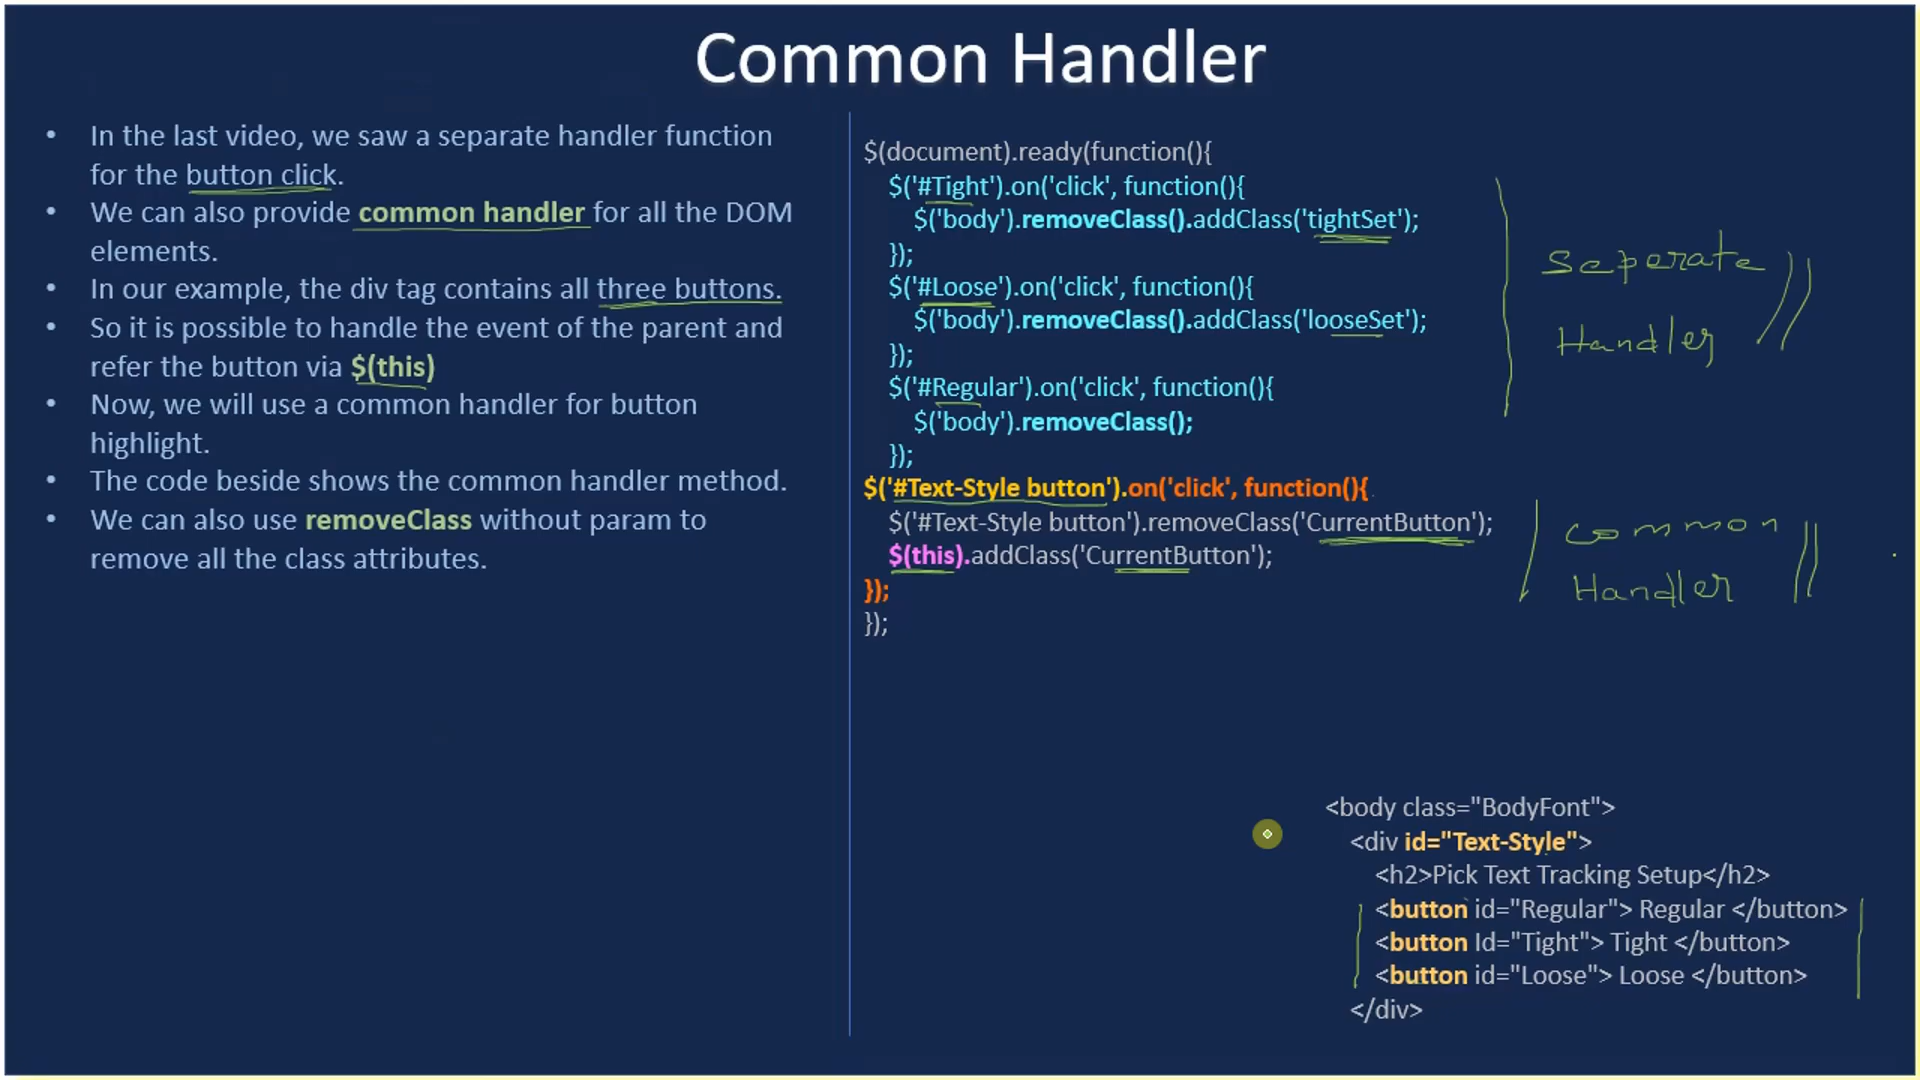 Common Handler
• In the last video, we saw a separate handler function
for the button click.
• We can also provide common handler for all the DOM
elements.
• In our example, the div tag contains all three buttons.
• So it is possible to handle the event of the parent and
refer the button via $(this)
• Now, we will use a common handler for button
highlight.
• The code beside shows the common handler method.
• We can also use removeClass without param to
remove all the class attributes.
$(document).ready(function(){
$('#Tight').on('click', function(){
$('body').removeClass().addClass('tightSet');
});
$('#Loose').on('click', function(){
$('body').removeClass().addClass('looseSet');
});
$('#Regular').on('click', function(){
$('body').removeClass();
});
$('#Text-Style button').on('click', function(){
$('#Text-Style button').removeClass('CurrentButton');
$(this).addClass('CurrentButton');
});
});
Seperate
Handler
Common
Handler
<body class="BodyFont">
<div id="Text-Style">
<h2>Pick Text Tracking Setup</h2>
<button id="Regular"> Regular </button>
<button Id="Tight"> Tight </button>
<button id="Loose"> Loose </button>
</div>